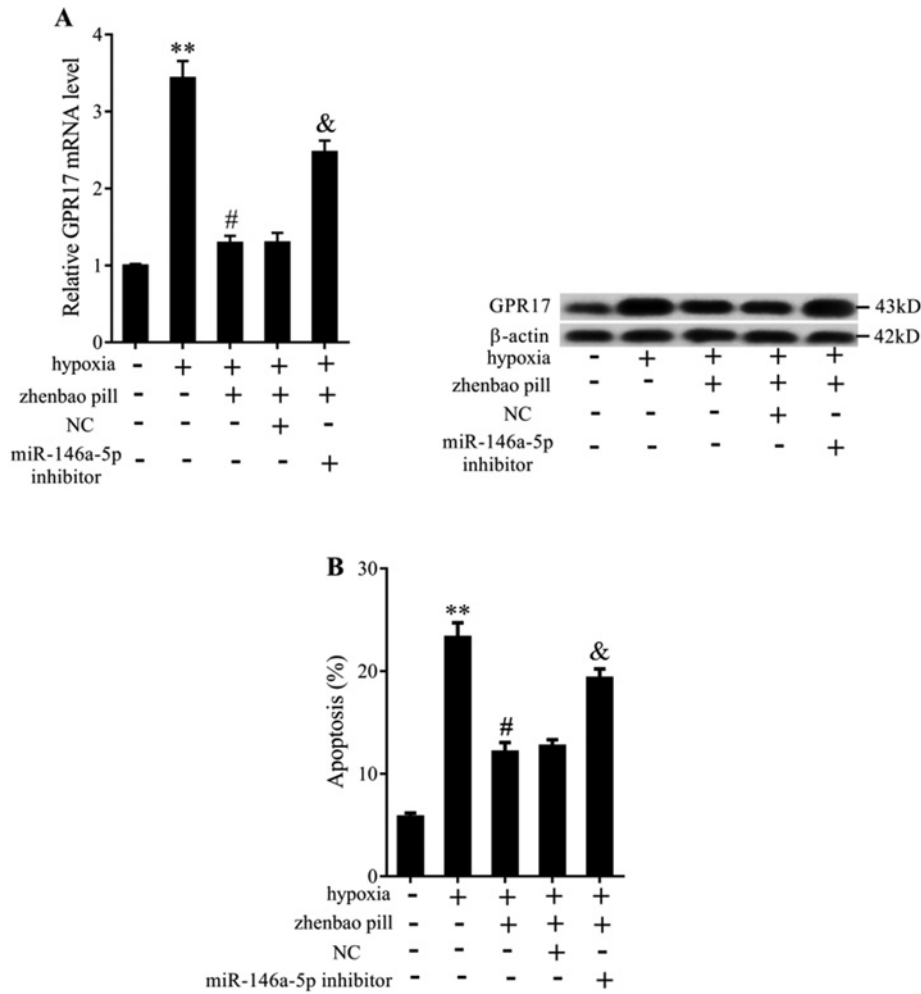 A
Relative GPR17 mRNA level
4
3
2
1
0
**
#
&
hypoxia - + + + +
zhenbao pill - - + + +
NC - - - + -
miR-146a-5p inhibitor - - - - +
GPR17 43kD
β-actin 42kD
hypoxia - + + + +
zhenbao pill - - + + +
NC - - - + -
miR-146a-5p inhibitor - - - - +
B
Apoptosis (%)
30
20
10
0
**
#
&
hypoxia - + + + +
zhenbao pill - - + + +
NC - - - + -
miR-146a-5p inhibitor - - - - +